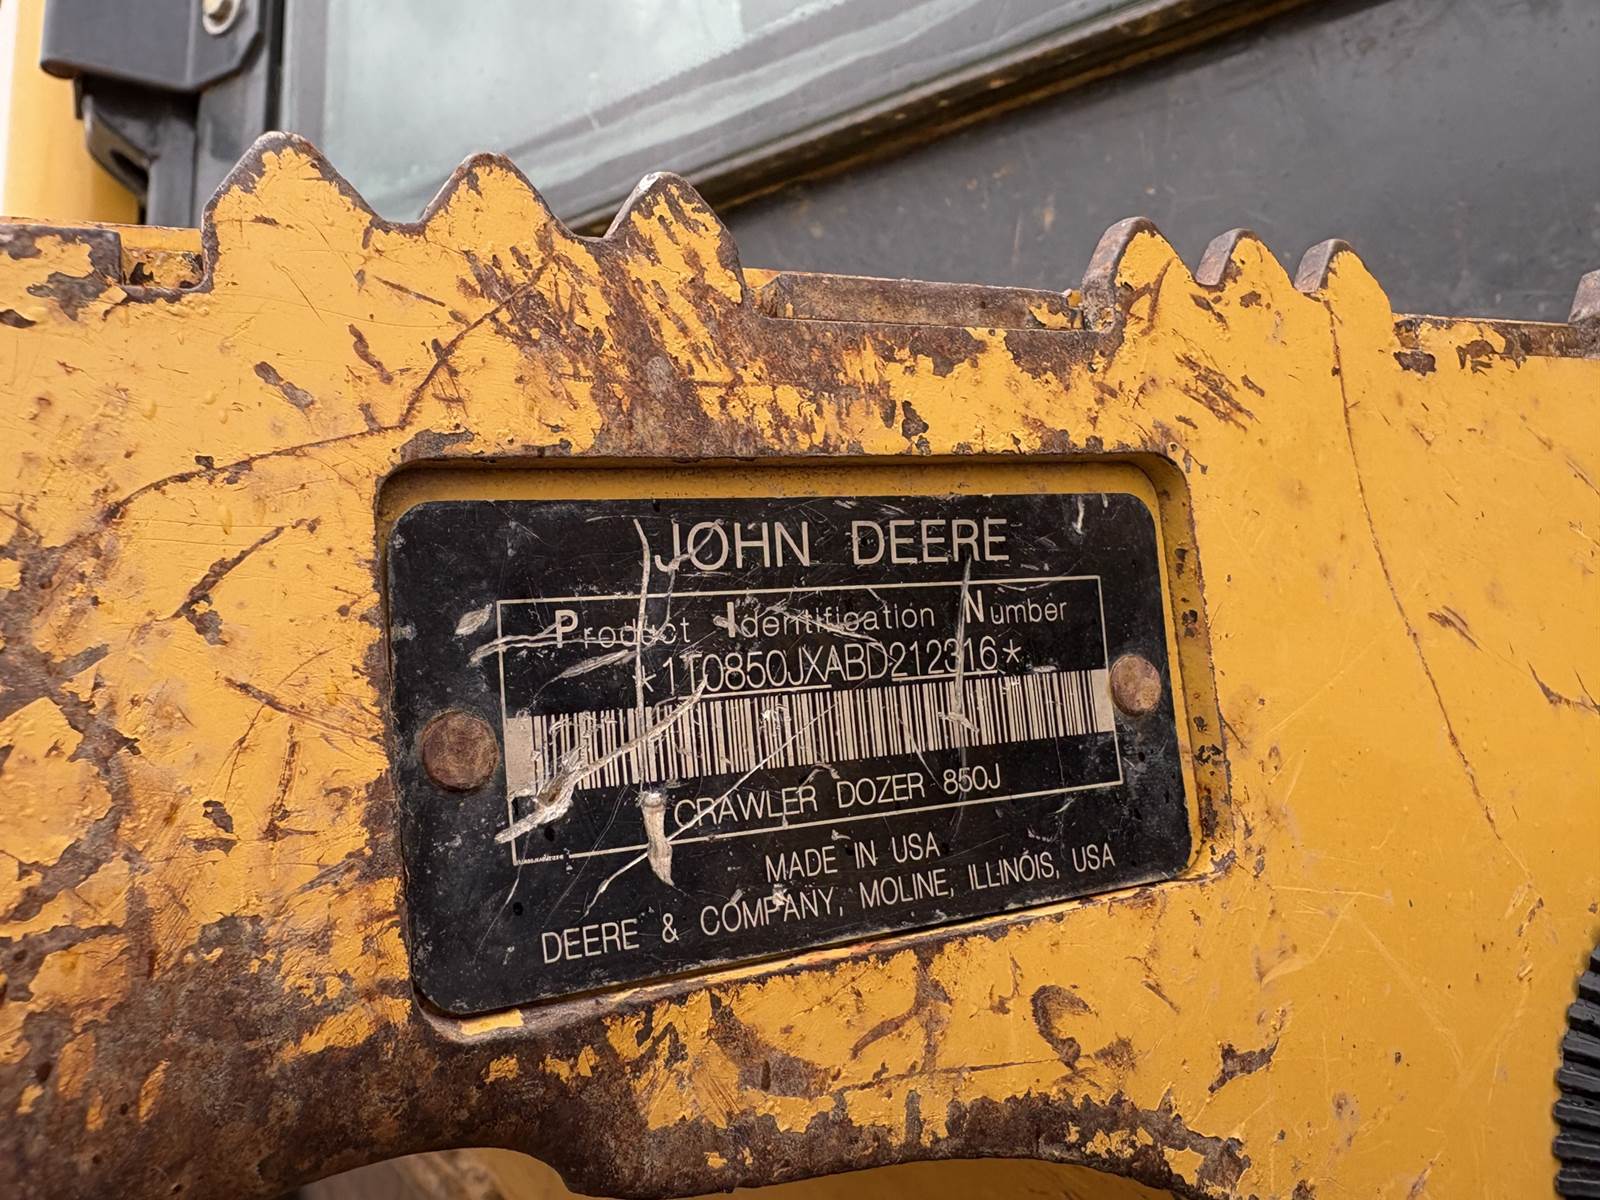 JOHN DEERE
Product Identification Number
*1T0850JXABD212316*
CRAWLER DOZER 850J
MADE IN USA
DEERE & COMPANY, MOLINE, ILLINOIS, USA